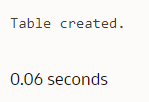 Table created.
0.06 seconds